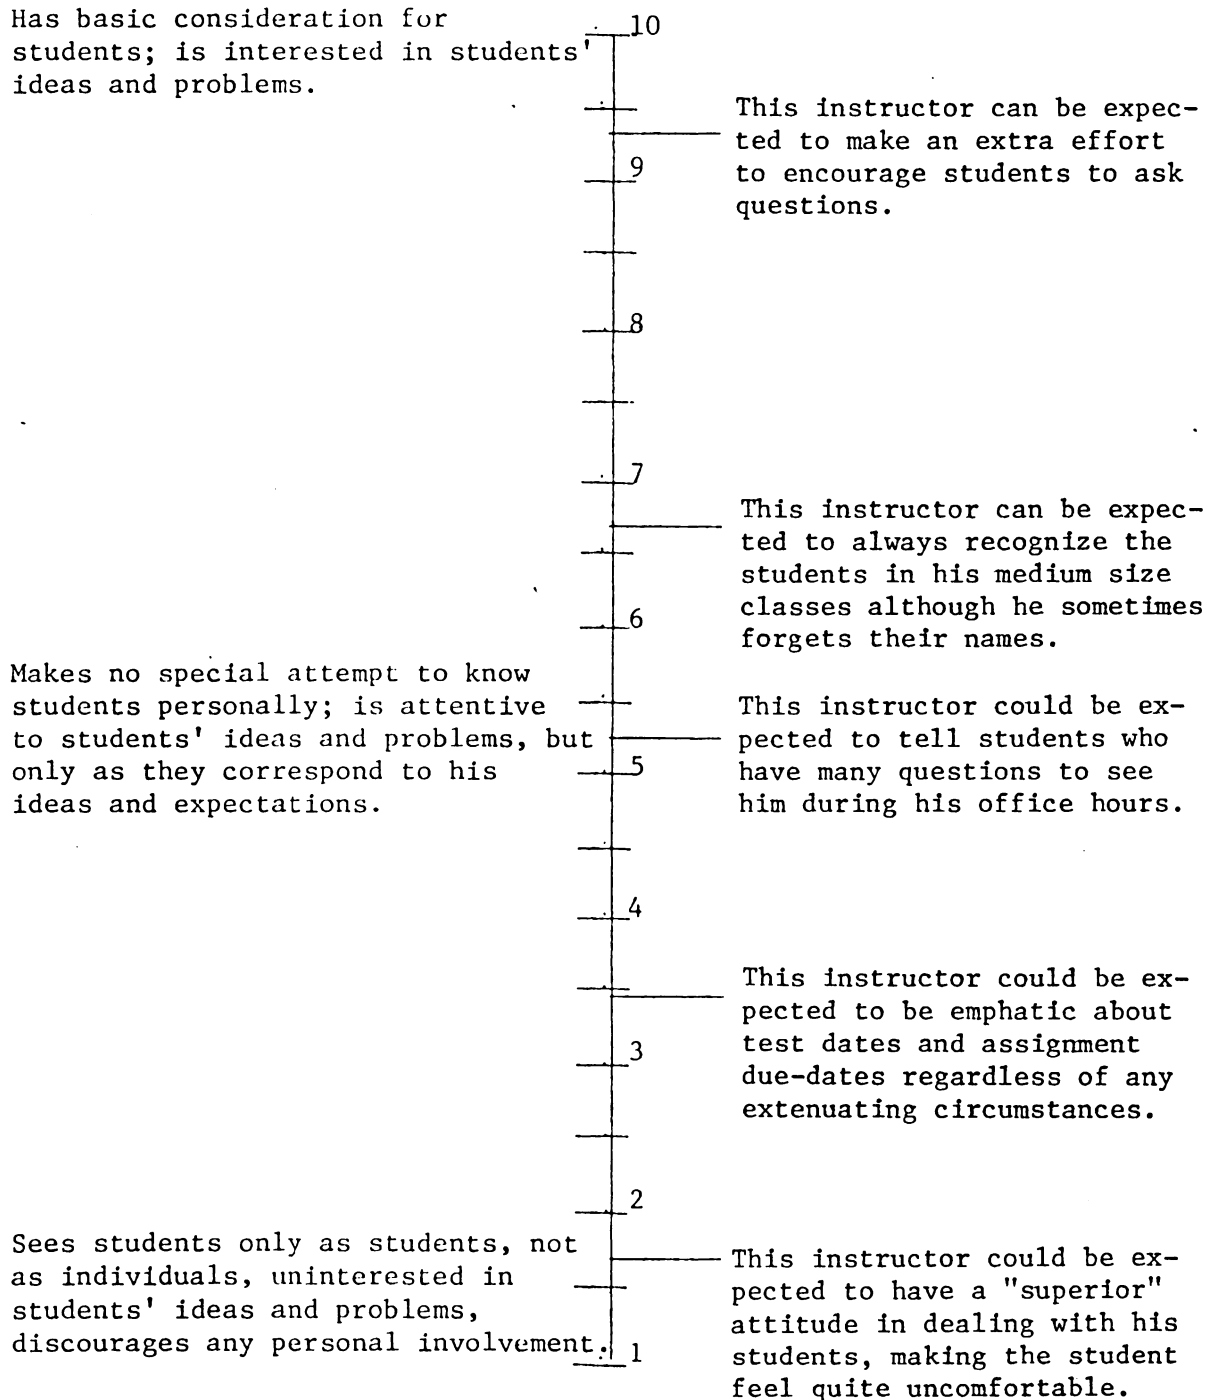 Has basic consideration for
students; is interested in students'
ideas and problems.
10
This instructor can be expec-
ted to make an extra effort
to encourage students to ask
questions.
9
8
7
This instructor can be expec-
ted to always recognize the
students in his medium size
classes although he sometimes
forgets their names.
6
Makes no special attempt to know
students personally; is attentive
to students' ideas and problems, but
only as they correspond to his
ideas and expectations.
This instructor could be ex-
pected to tell students who
have many questions to see
him during his office hours.
5
4
This instructor could be ex-
pected to be emphatic about
test dates and assignment
due-dates regardless of any
extenuating circumstances.
3
2
Sees students only as students, not
as individuals, uninterested in
students' ideas and problems,
discourages any personal involvement.
This instructor could be ex-
pected to have a "superior"
attitude in dealing with his
students, making the student
feel quite uncomfortable.
1